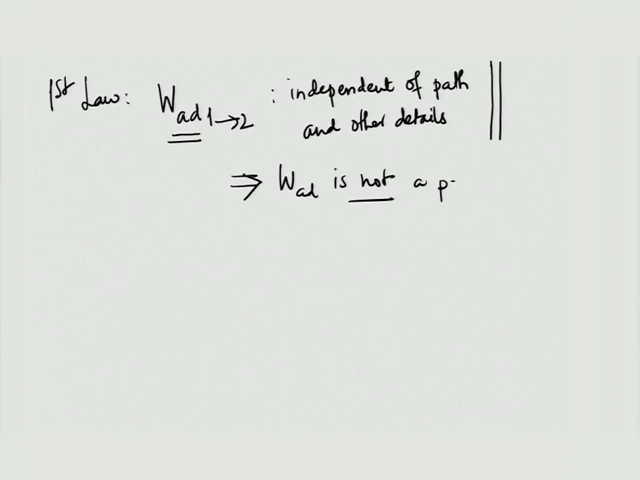 1st Law: Wad 1→2 : independent of path
and other details
⇒ Wad is not a p